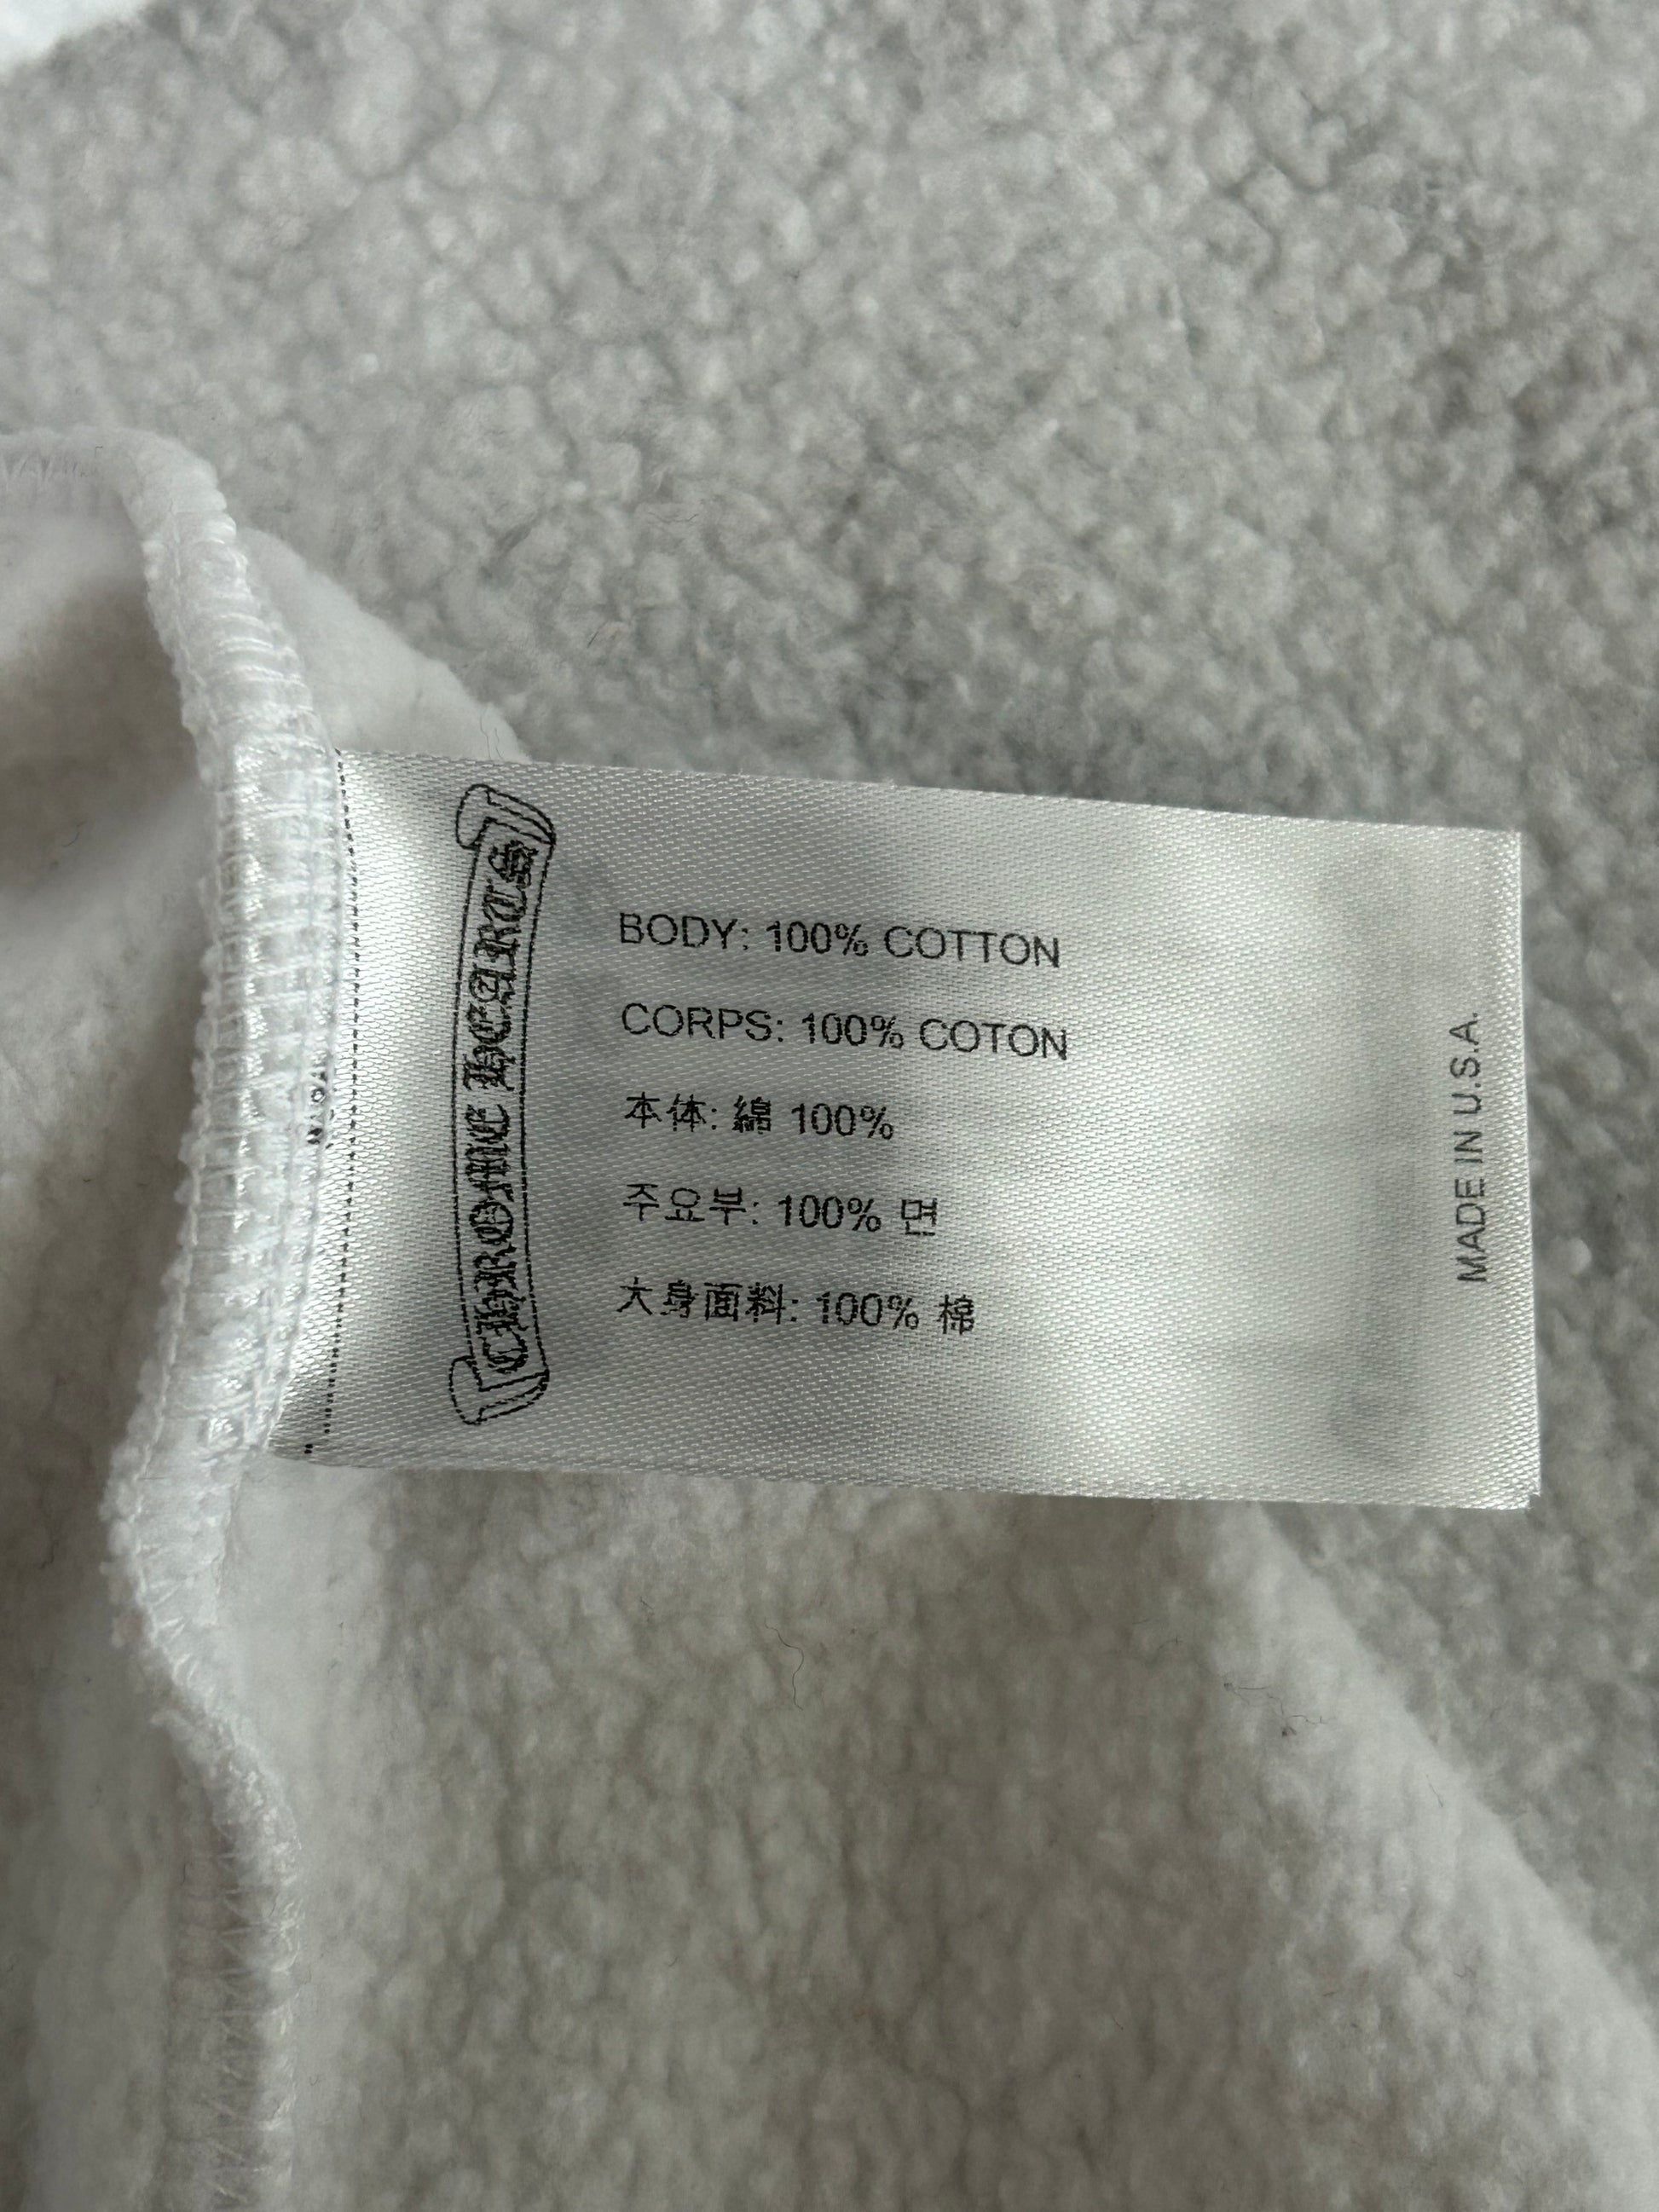 CHROME HEARTS
BODY: 100% COTTON
CORPS: 100% COTON
本体: 綿 100%
주요부: 100% 면
大身面料: 100% 棉
MADE IN U.S.A.